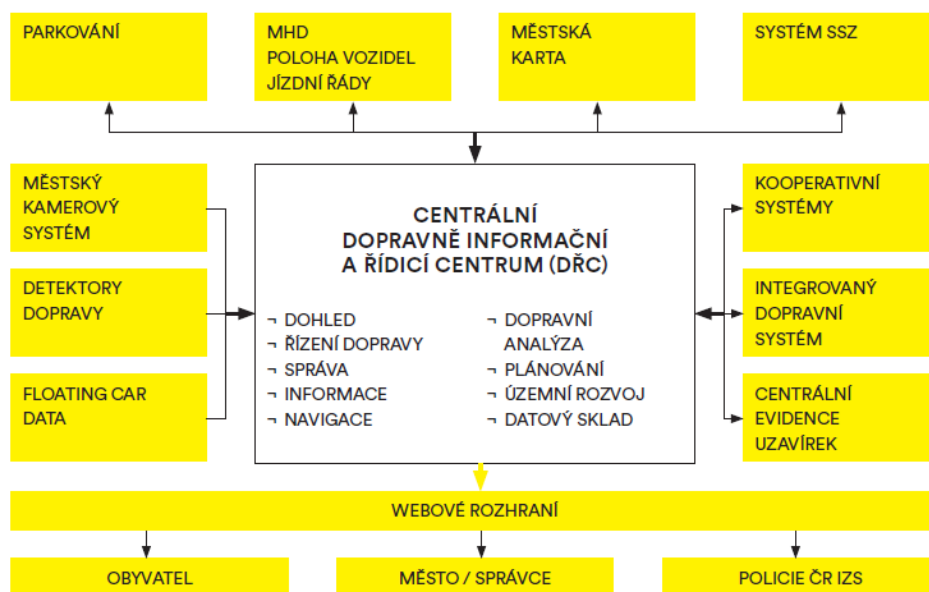 PARKOVÁNÍ
MHD
POLOHA VOZIDEL
JÍZDNÍ ŘÁDY
MĚSTSKÁ
KARTA
SYSTÉM SSZ
MĚSTSKÝ
KAMEROVÝ
SYSTÉM
DETEKTORY
DOPRAVY
FLOATING CAR
DATA
CENTRÁLNÍ
DOPRAVNĚ INFORMAČNÍ
A ŘÍDICÍ CENTRUM (DŘC)
¬ DOHLED
¬ ŘÍZENÍ DOPRAVY
¬ SPRÁVA
¬ INFORMACE
¬ NAVIGACE
¬ DOPRAVNÍ
ANALÝZA
¬ PLÁNOVÁNÍ
¬ ÚZEMNÍ ROZVOJ
¬ DATOVÝ SKLAD
KOOPERATIVNÍ
SYSTÉMY
INTEGROVANÝ
DOPRAVNÍ
SYSTÉM
CENTRÁLNÍ
EVIDENCE
UZAVÍREK
WEBOVÉ ROZHRANÍ
OBYVATEL
MĚSTO / SPRÁVCE
POLICIE ČR IZS